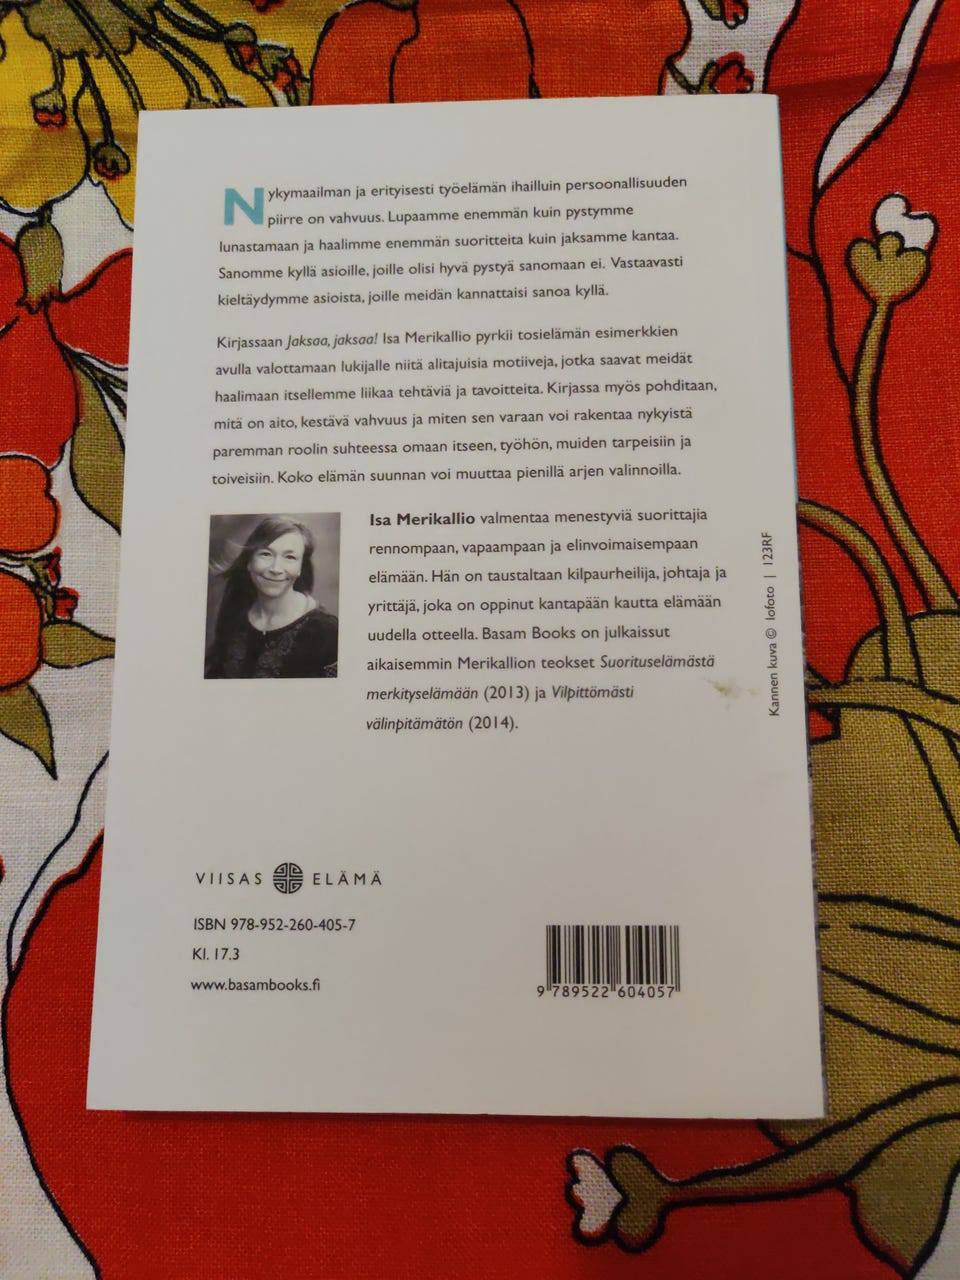 Nykymaailman ja erityisesti työelämän ihailluin persoonallisuuden
piirre on vahvuus. Lupaamme enemmän kuin pystymme
lunastamaan ja haalimme enemmän suoritteita kuin jaksamme kantaa.
Sanomme kyllä asioille, joille olisi hyvä pystyä sanomaan ei. Vastaavasti
kieltäydymme asioista, joille meidän kannattaisi sanoa kyllä.
Kirjassaan Jaksaa, jaksaa! Isa Merikallio pyrkii tosielämän esimerkkien
avulla valottamaan lukijalle niitä alitajuisia motiiveja, jotka saavat meidät
haalimaan itsellemme liikaa tehtäviä ja tavoitteita. Kirjassa myös pohditaan,
mitä on aito, kestävä vahvuus ja miten sen varaan voi rakentaa nykyistä
paremman roolin suhteessa omaan itseen, työhön, muiden tarpeisiin ja
toiveisiin. Koko elämän suunnan voi muuttaa pienillä arjen valinnoilla.
Isa Merikallio valmentaa menestyviä suorittajia
rennompaan, vapaampaan ja elinvoimaisempaan
elämään. Hän on taustaltaan kilpaurheilija, johtaja ja
yrittäjä, joka on oppinut kantapään kautta elämään
uudella otteella. Basam Books on julkaissut
aikaisemmin Merikallion teokset Suorituselämästä
merkityselämään (2013) ja Vilpittömästi
välinpitämätön (2014).
Kannen kuva © lofoto | 123RF
VIISAS ELÄMÄ
ISBN 978-952-260-405-7
Kl. 17.3
www.basambooks.fi
9 789522 604057